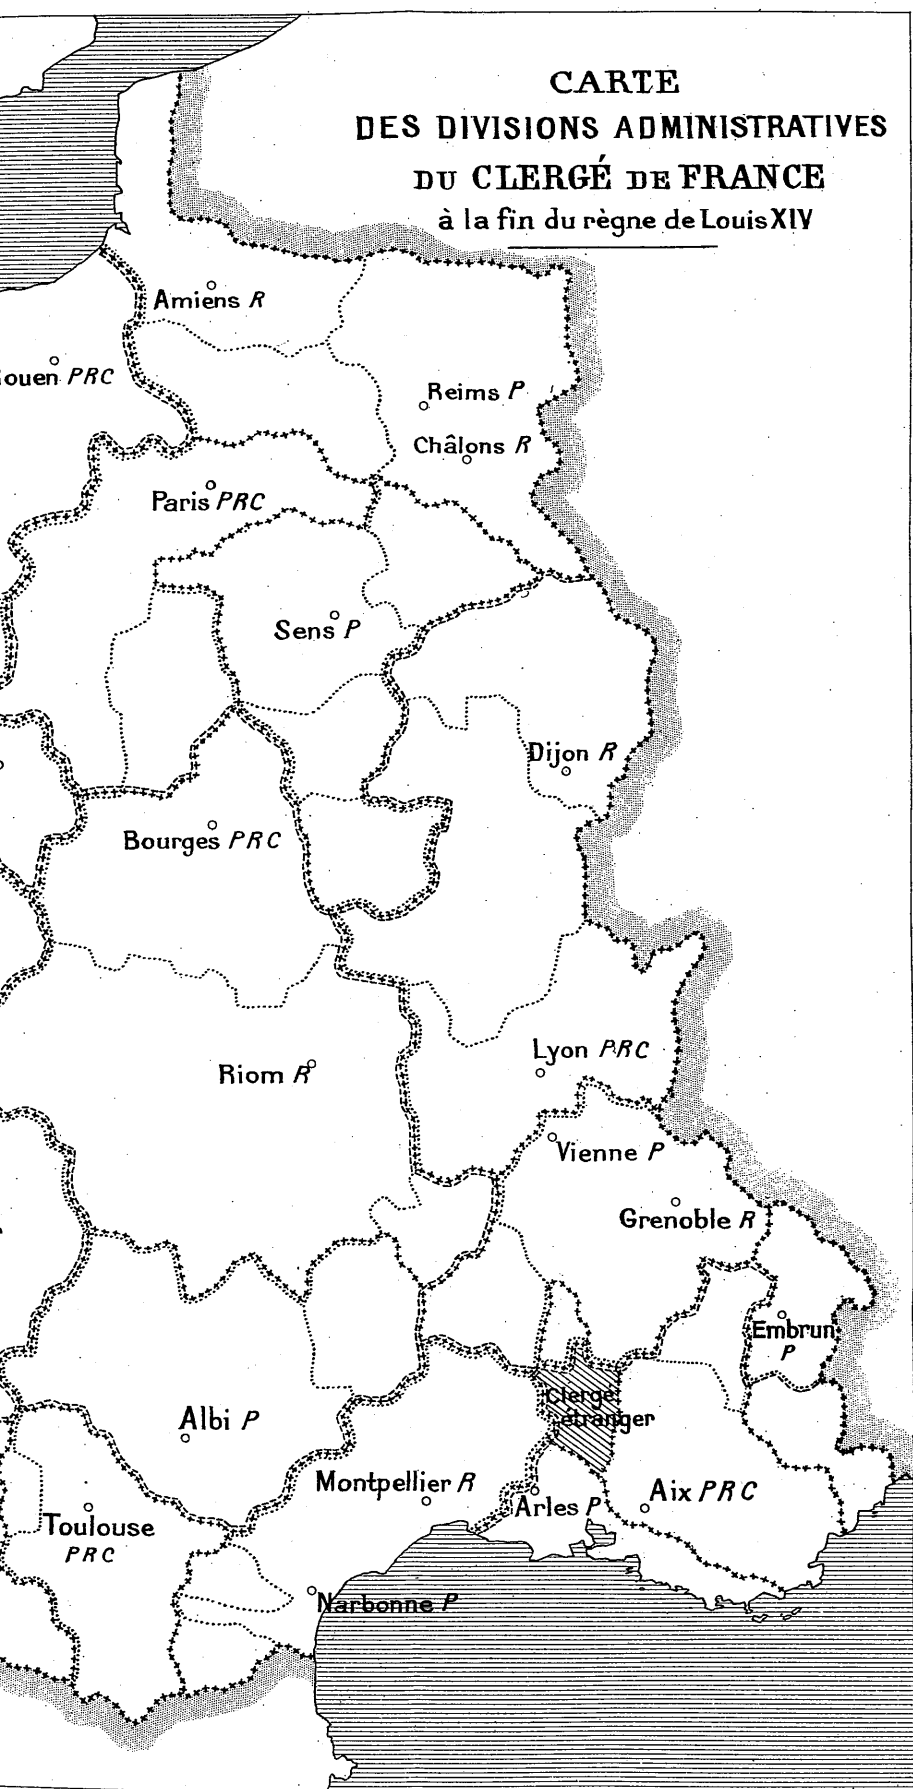 CARTE
DES DIVISIONS ADMINISTRATIVES
DU CLERGÉ DE FRANCE
à la fin du règne de Louis XIV
Amiens R
ouen PRC
Reims P
Châlons R
Paris PRC
Sens P
Dijon R
Bourges PRC
Lyon PRC
Riom R
Vienne P
Grenoble R
Embrun
P
Clergé
étranger
Albi P
Montpellier R
Aix PRC
Arles P
Toulouse
PRC
Narbonne P